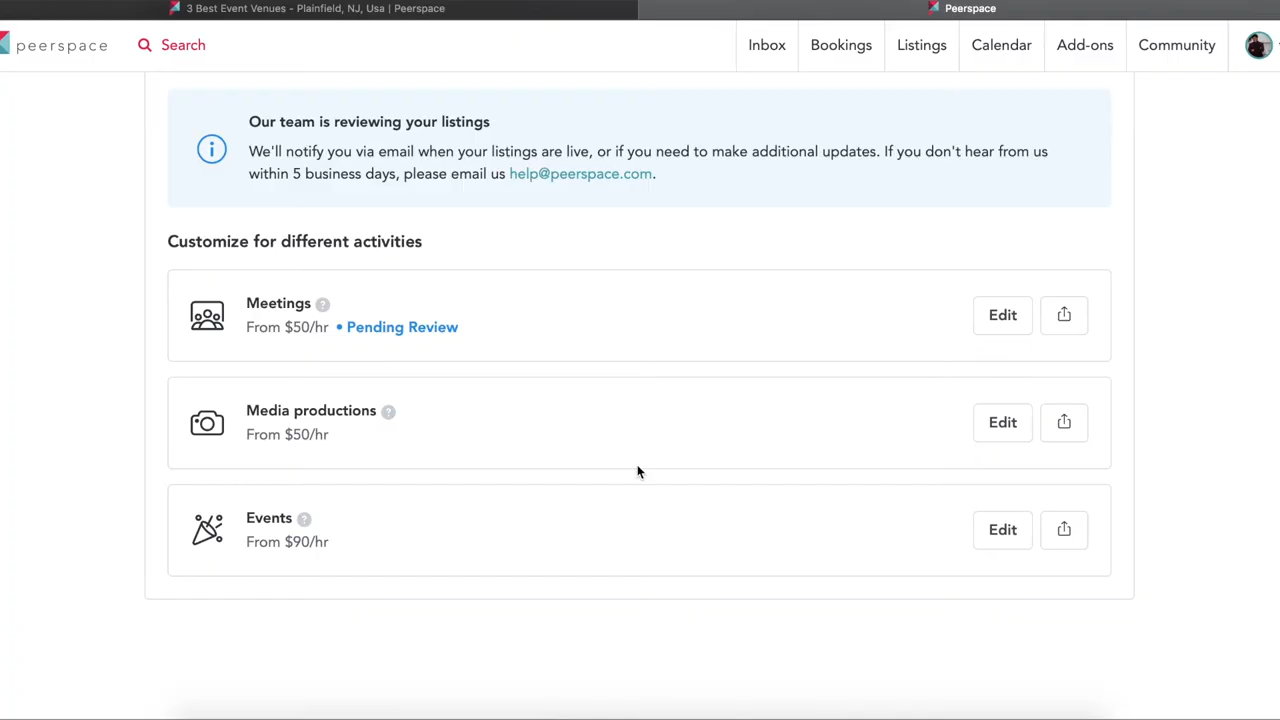 3 Best Event Venues - Plainfield, NJ, Usa | Peerspace
Peerspace
peerspace
Search
Inbox
Bookings
Listings
Calendar
Add-ons
Community
Our team is reviewing your listings
We'll notify you via email when your listings are live, or if you need to make additional updates. If you don't hear from us
within 5 business days, please email us help@peerspace.com.
Customize for different activities
Meetings ?
From $50/hr • Pending Review
Edit
Media productions ?
From $50/hr
Edit
Events ?
From $90/hr
Edit